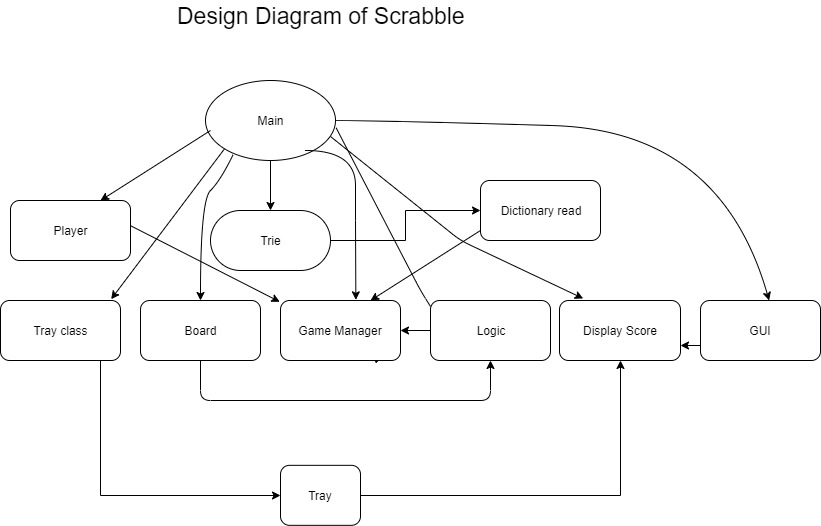 Design Diagram of Scrabble
Main
Player
Trie
Dictionary read
Tray class
Board
Game Manager
Logic
Display Score
GUI
Tray